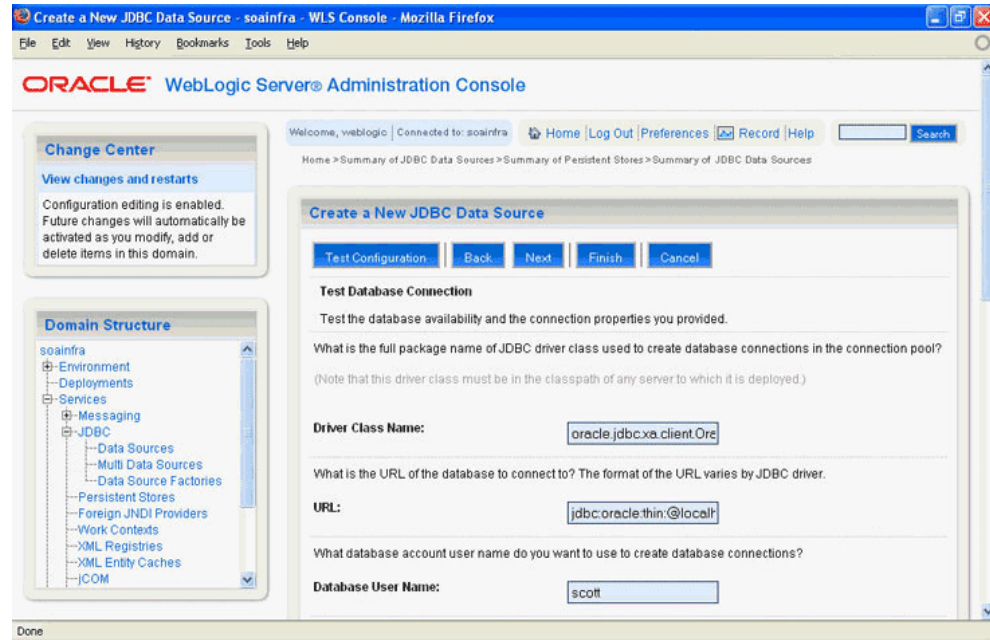 Create a New JDBC Data Source - soainfra - WLS Console - Mozilla Firefox
File Edit View History Bookmarks Tools Help
ORACLE® WebLogic Server® Administration Console
Change Center
View changes and restarts
Configuration editing is enabled.
Future changes will automatically be
activated as you modify, add or
delete items in this domain.
Domain Structure
soainfra
Environment
Deployments
Services
Messaging
JDBC
Data Sources
Multi Data Sources
Data Source Factories
Persistent Stores
Foreign JNDI Providers
Work Contexts
XML Registries
XML Entity Caches
jCOM
Welcome, weblogic Connected to: soainfra Home Log Out Preferences Record Help Search
Home >Summary of JDBC Data Sources >Summary of Persistent Stores >Summary of JDBC Data Sources
Create a New JDBC Data Source
Test Configuration Back Next Finish Cancel
Test Database Connection
Test the database availability and the connection properties you provided.
What is the full package name of JDBC driver class used to create database connections in the connection pool?
(Note that this driver class must be in the classpath of any server to which it is deployed.)
Driver Class Name: oracle.jdbc.xa.client.Ora
What is the URL of the database to connect to? The format of the URL varies by JDBC driver.
URL: jdbc:oracle:thin:@localh
What database account user name do you want to use to create database connections?
Database User Name: scott
Done